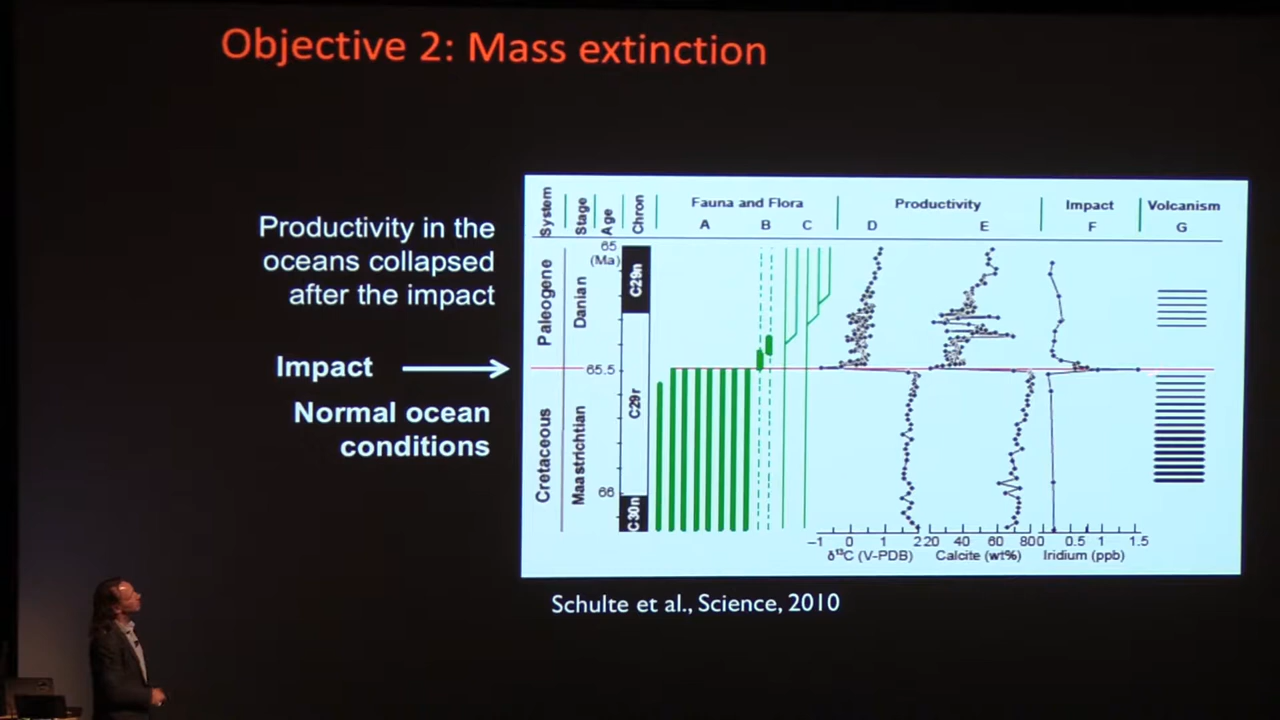 Objective 2: Mass extinction
Productivity in the
oceans collapsed
after the impact
Impact
Normal ocean
conditions
System
Stage
Age
Chron
Fauna and Flora
Productivity
Impact
Volcanism
A
B
C
D
E
F
G
65
(Ma)
65.5
66
Paleogene
Cretaceous
Danian
Maastrichtian
C29n
C29r
C30n
−1 0 1 2 20 40 60 80 0 0.5 1 1.5
δ¹³C (V-PDB) Calcite (wt%) Iridium (ppb)
Schulte et al., Science, 2010